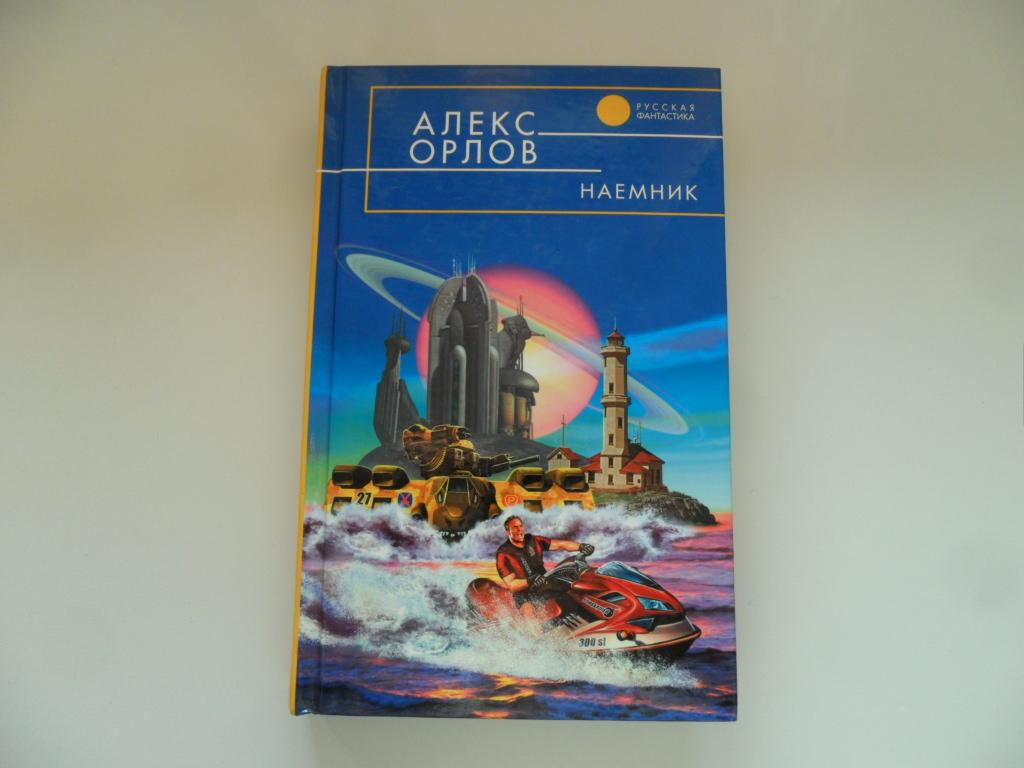 РУССКАЯ
ФАНТАСТИКА
АЛЕКС
ОРЛОВ
НАЕМНИК
27
300 sl